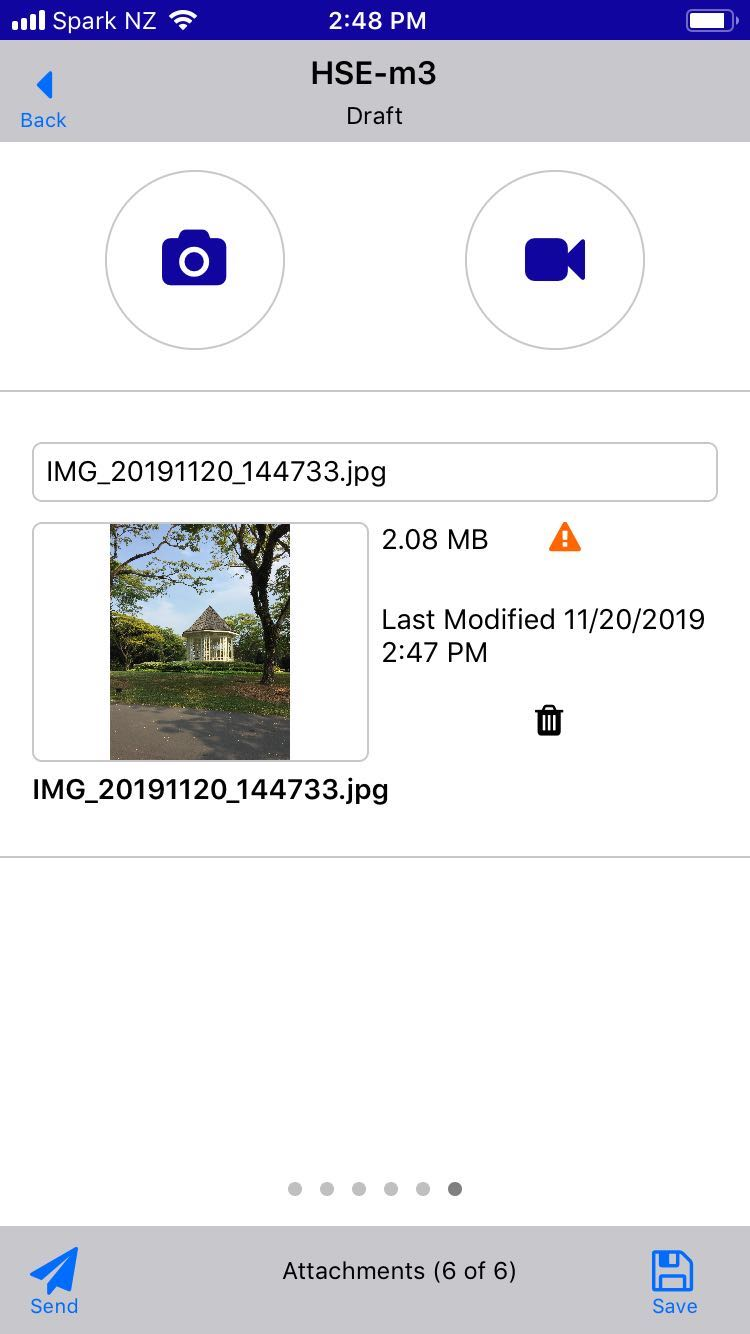 Spark NZ 2:48 PM
HSE-m3
Back
Draft
IMG_20191120_144733.jpg
2.08 MB
Last Modified 11/20/2019
2:47 PM
IMG_20191120_144733.jpg
Attachments (6 of 6)
Send
Save